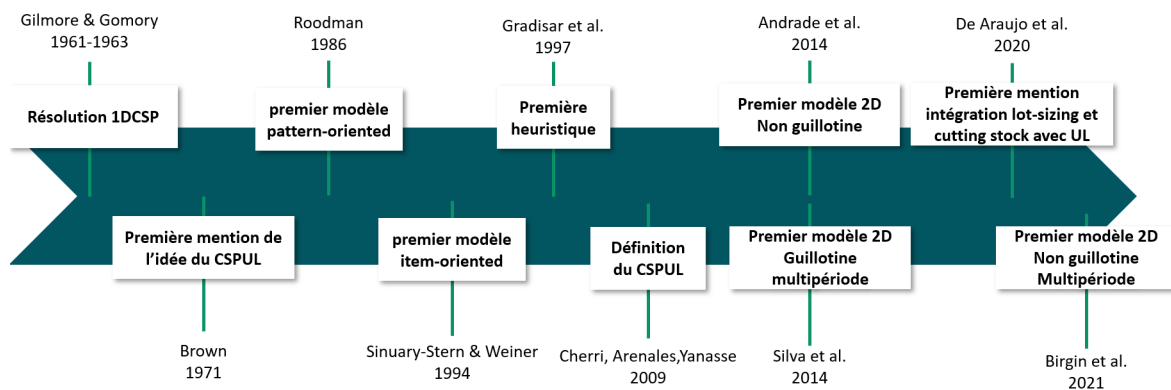 Gilmore & Gomory
1961-1963
Roodman
1986
Gradisar et al.
1997
Andrade et al.
2014
De Araujo et al.
2020
Résolution 1DCSP
premier modèle
pattern-oriented
Première
heuristique
Premier modèle 2D
Non guillotine
Première mention
intégration lot-sizing et
cutting stock avec UL
Première mention de
l'idée du CSPUL
premier modèle
item-oriented
Définition
du CSPUL
Premier modèle 2D
Guillotine
multipériode
Premier modèle 2D
Non guillotine
Multipériode
Brown
1971
Sinuary-Stern & Weiner
1994
Cherri, Arenales,Yanasse
2009
Silva et al.
2014
Birgin et al.
2021